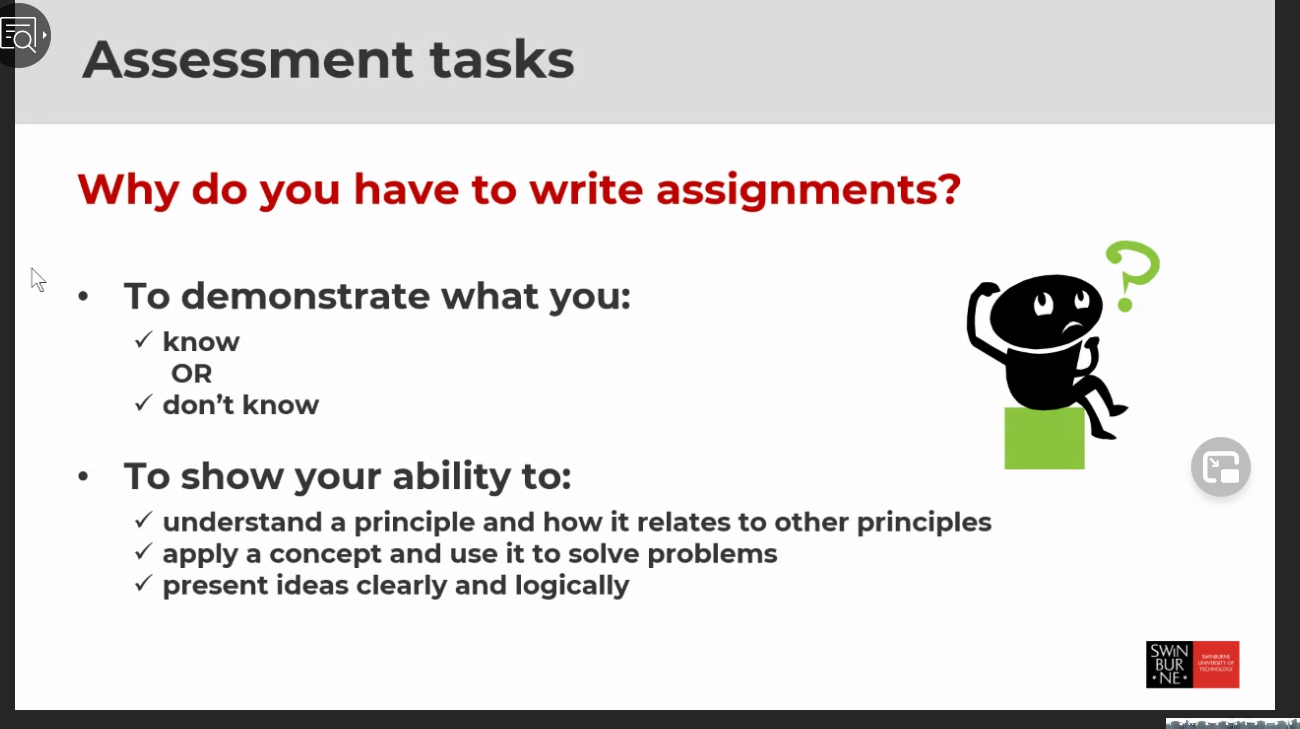 Assessment tasks
Why do you have to write assignments?
• To demonstrate what you:
✓ know
OR
✓ don't know
• To show your ability to:
✓ understand a principle and how it relates to other principles
✓ apply a concept and use it to solve problems
✓ present ideas clearly and logically
SWIN
BUR
• NE •
SWINBURNE
UNIVERSITY OF
TECHNOLOGY